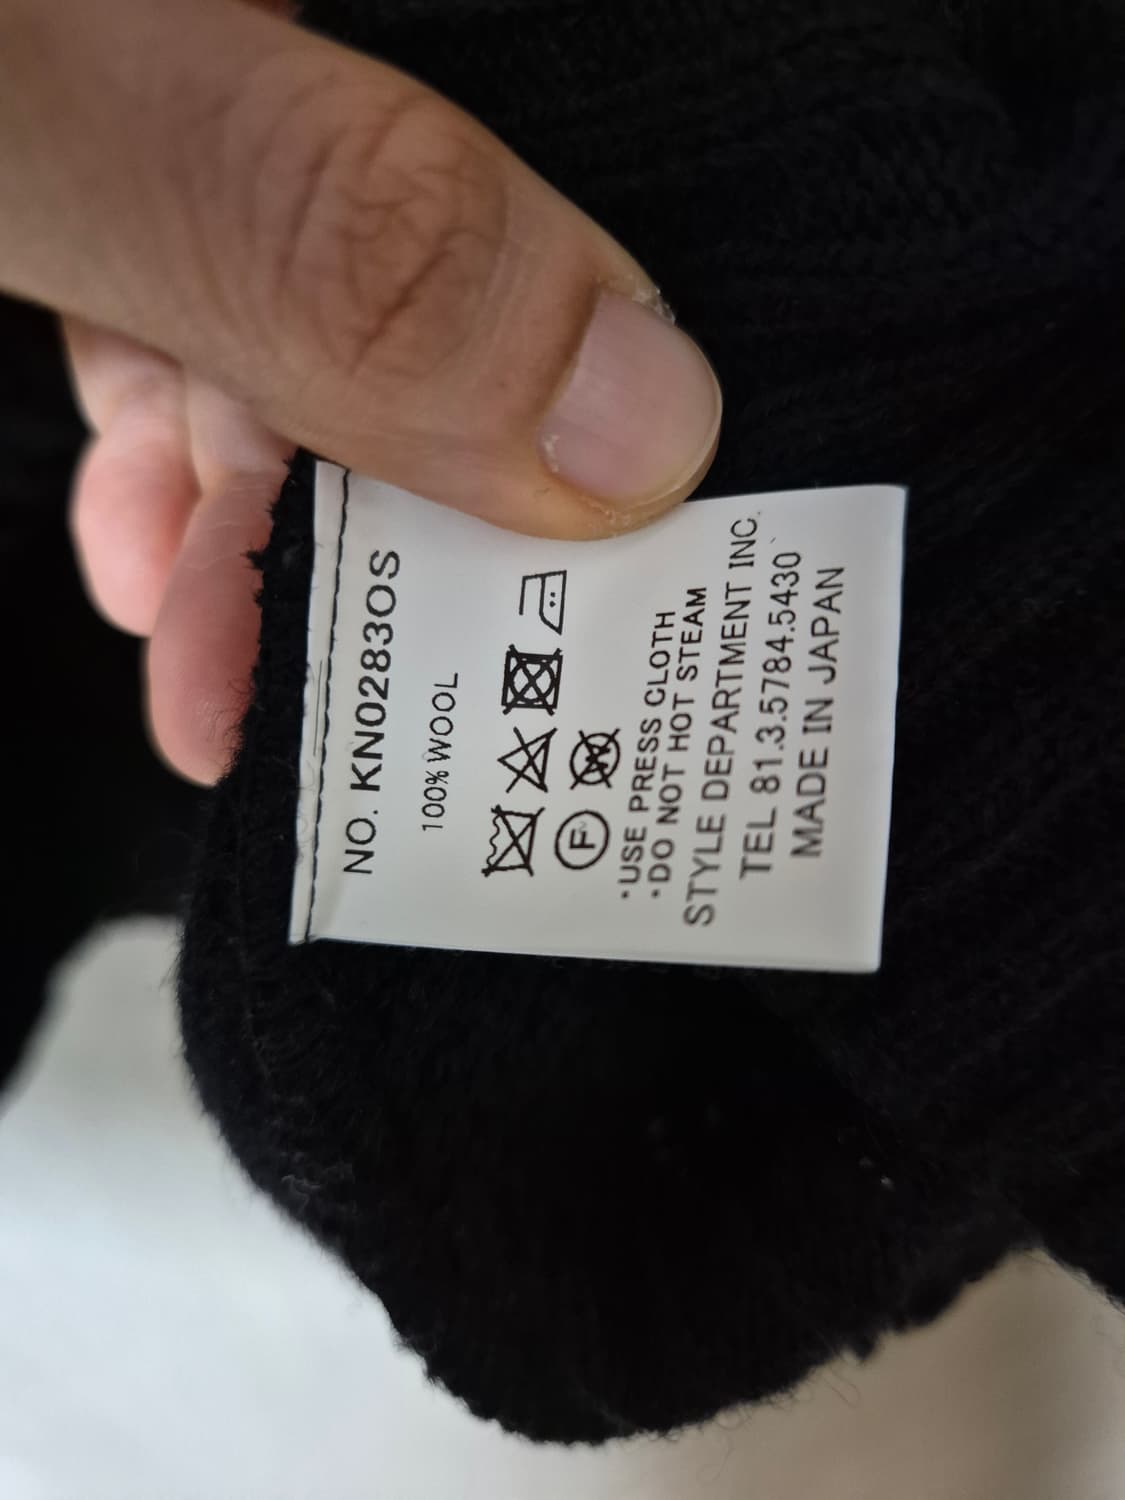 NO. KN0283OS
100% WOOL
F W
·USE PRESS CLOTH
·DO NOT HOT STEAM
STYLE DEPARTMENT INC.
TEL 81.3.5784.5430
MADE IN JAPAN